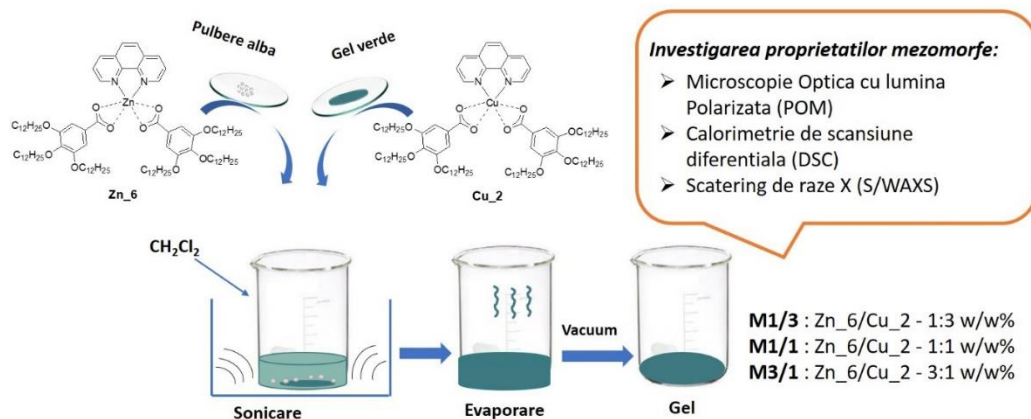 Pulbere alba
Gel verde
N
N
Zn
O
O
O
O
C₁₂H₂₅O
OC₁₂H₂₅
C₁₂H₂₅O
OC₁₂H₂₅
OC₁₂H₂₅
OC₁₂H₂₅
Zn_6
N
N
Cu
O
O
O
O
C₁₂H₂₅O
OC₁₂H₂₅
C₁₂H₂₅O
OC₁₂H₂₅
OC₁₂H₂₅
OC₁₂H₂₅
Cu_2
Investigarea proprietatilor mezomorfe:
➤ Microscopie Optica cu lumina
Polarizata (POM)
➤ Calorimetrie de scansiune
diferentiala (DSC)
➤ Scatering de raze X (S/WAXS)
CH₂Cl₂
Sonicare
Evaporare
Vacuum
Gel
M1/3 : Zn_6/Cu_2 - 1:3 w/w%
M1/1 : Zn_6/Cu_2 - 1:1 w/w%
M3/1 : Zn_6/Cu_2 - 3:1 w/w%